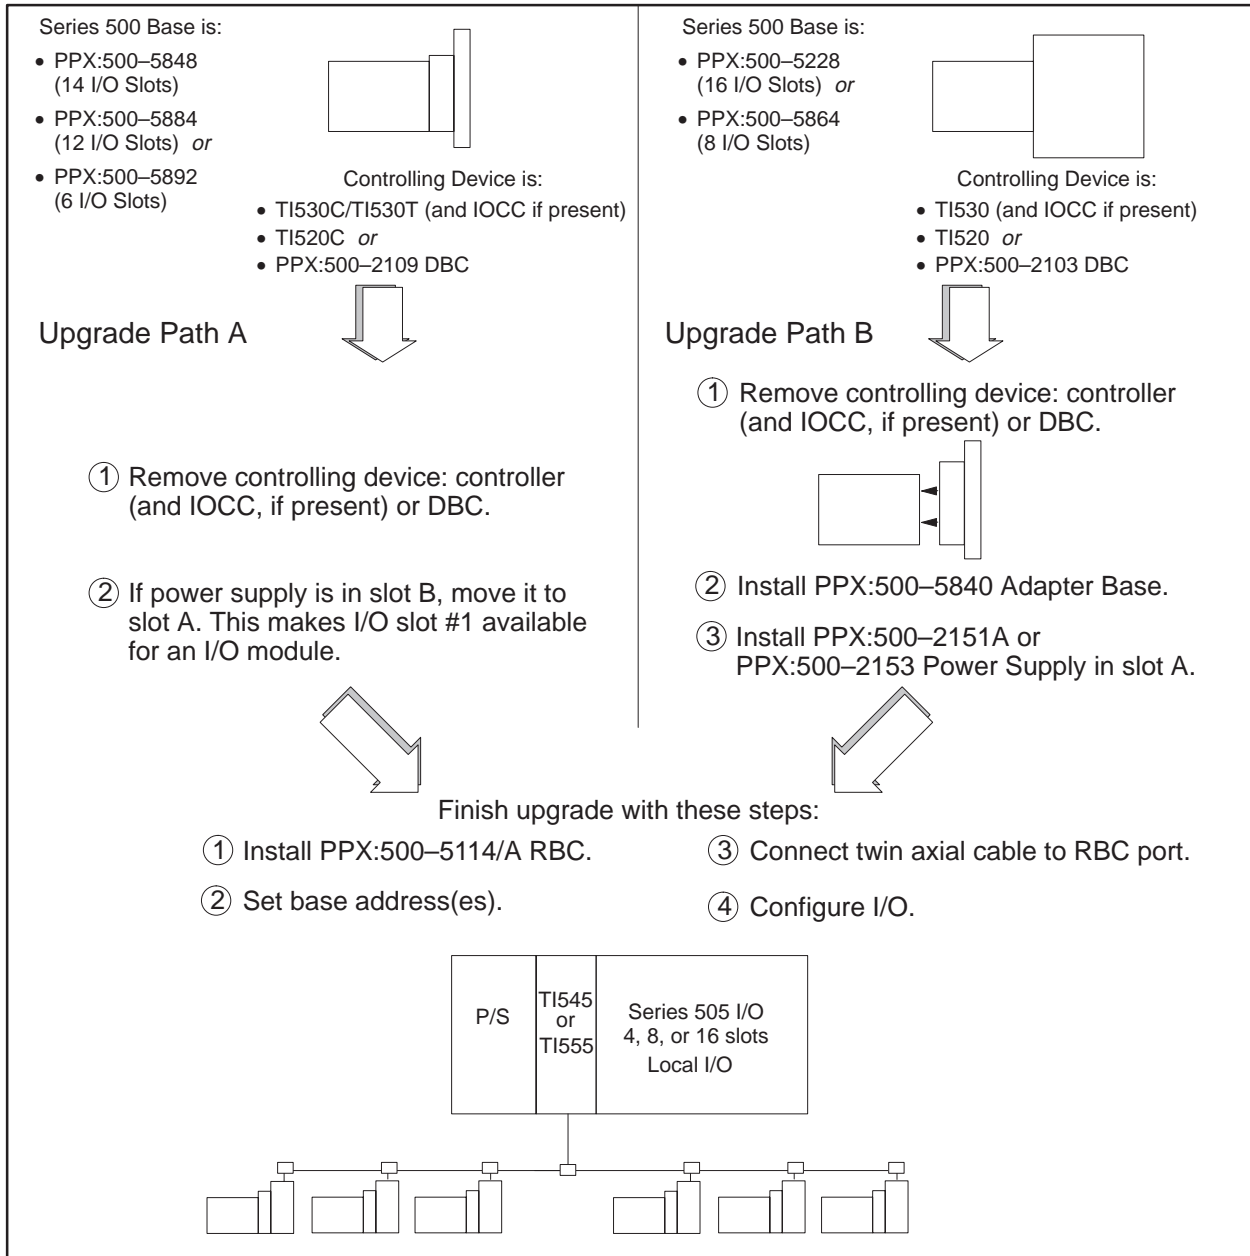 Series 500 Base is:
• PPX:500–5848
(14 I/O Slots)
• PPX:500–5884
(12 I/O Slots) or
• PPX:500–5892
(6 I/O Slots)
Controlling Device is:
• TI530C/TI530T (and IOCC if present)
• TI520C or
• PPX:500–2109 DBC
Upgrade Path A
1 Remove controlling device: controller
(and IOCC, if present) or DBC.
2 If power supply is in slot B, move it to
slot A. This makes I/O slot #1 available
for an I/O module.
Series 500 Base is:
• PPX:500–5228
(16 I/O Slots) or
• PPX:500–5864
(8 I/O Slots)
Controlling Device is:
• TI530 (and IOCC if present)
• TI520 or
• PPX:500–2103 DBC
Upgrade Path B
1 Remove controlling device: controller
(and IOCC, if present) or DBC.
2 Install PPX:500–5840 Adapter Base.
3 Install PPX:500–2151A or
PPX:500–2153 Power Supply in slot A.
Finish upgrade with these steps:
1 Install PPX:500–5114/A RBC.
2 Set base address(es).
3 Connect twin axial cable to RBC port.
4 Configure I/O.
P/S
TI545
or
TI555
Series 505 I/O
4, 8, or 16 slots
Local I/O